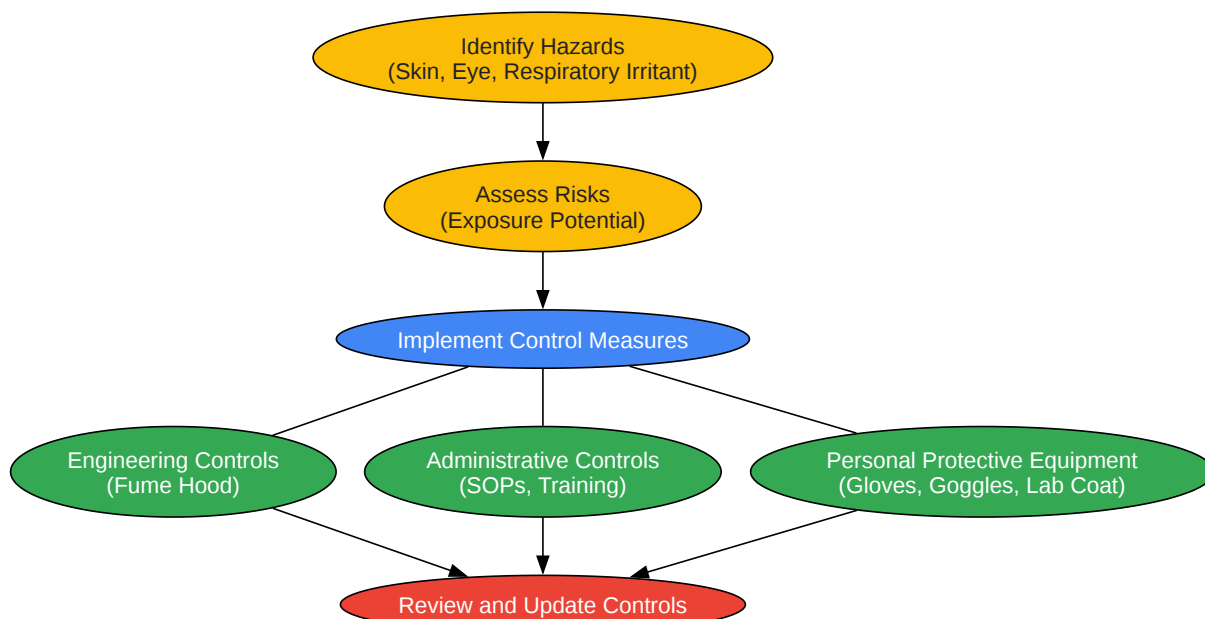 Identify Hazards
(Skin, Eye, Respiratory Irritant)
Assess Risks
(Exposure Potential)
Implement Control Measures
Engineering Controls
(Fume Hood)
Administrative Controls
(SOPs, Training)
Personal Protective Equipment
(Gloves, Goggles, Lab Coat)
Review and Update Controls